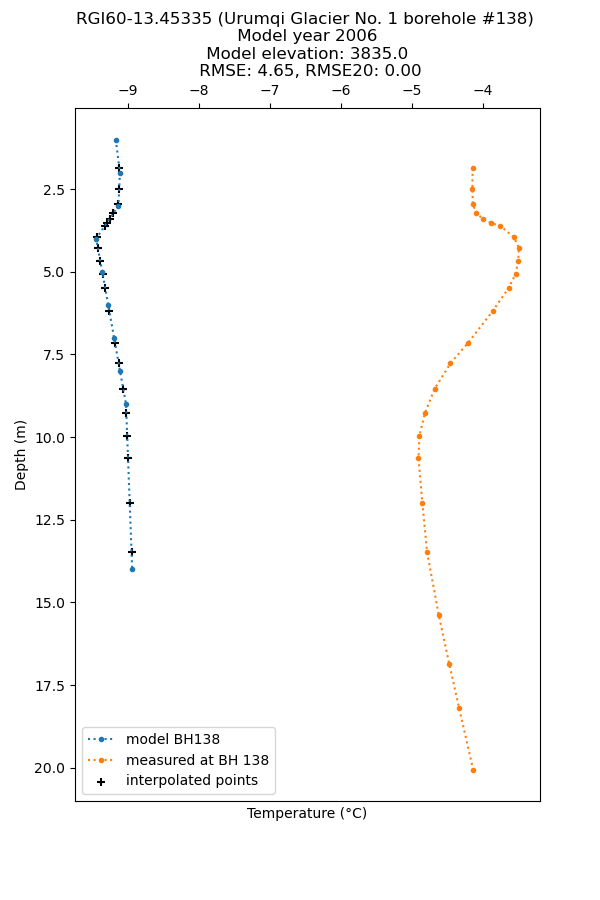 RGI60-13.45335 (Urumqi Glacier No. 1 borehole #138)
Model year 2006
Model elevation: 3835.0
RMSE: 4.65, RMSE20: 0.00
−9 −8 −7 −6 −5 −4
2.5
5.0
7.5
10.0
12.5
15.0
17.5
20.0
Depth (m)
model BH138
measured at BH 138
interpolated points
Temperature (°C)